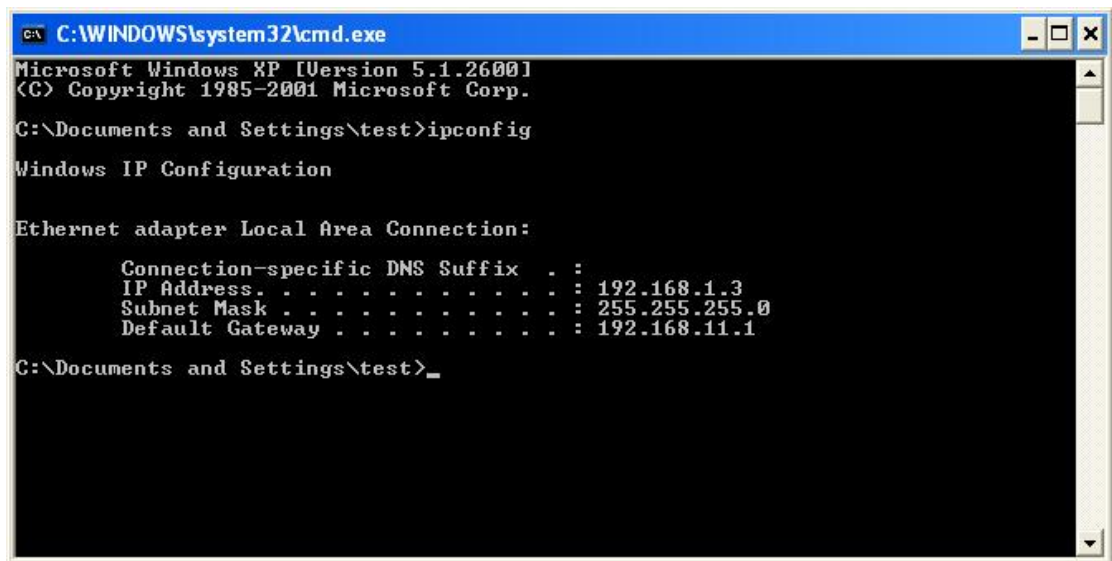 C:\WINDOWS\system32\cmd.exe
Microsoft Windows XP [Version 5.1.2600]
(C) Copyright 1985-2001 Microsoft Corp.
C:\Documents and Settings\test>ipconfig
Windows IP Configuration
Ethernet adapter Local Area Connection:
Connection-specific DNS Suffix . :
IP Address. . . . . . . . . . . . : 192.168.1.3
Subnet Mask . . . . . . . . . . . : 255.255.255.0
Default Gateway . . . . . . . . . : 192.168.11.1
C:\Documents and Settings\test>_